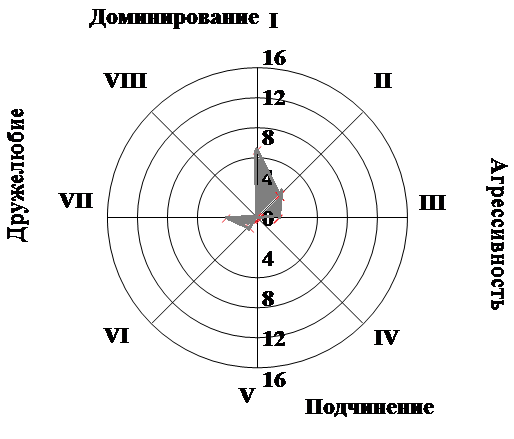 Доминирование I
16
VIII
II
12
8
Дружелюбие
4
VII
0
III
Агрессивность
4
8
VI
IV
12
16
V
Подчинение